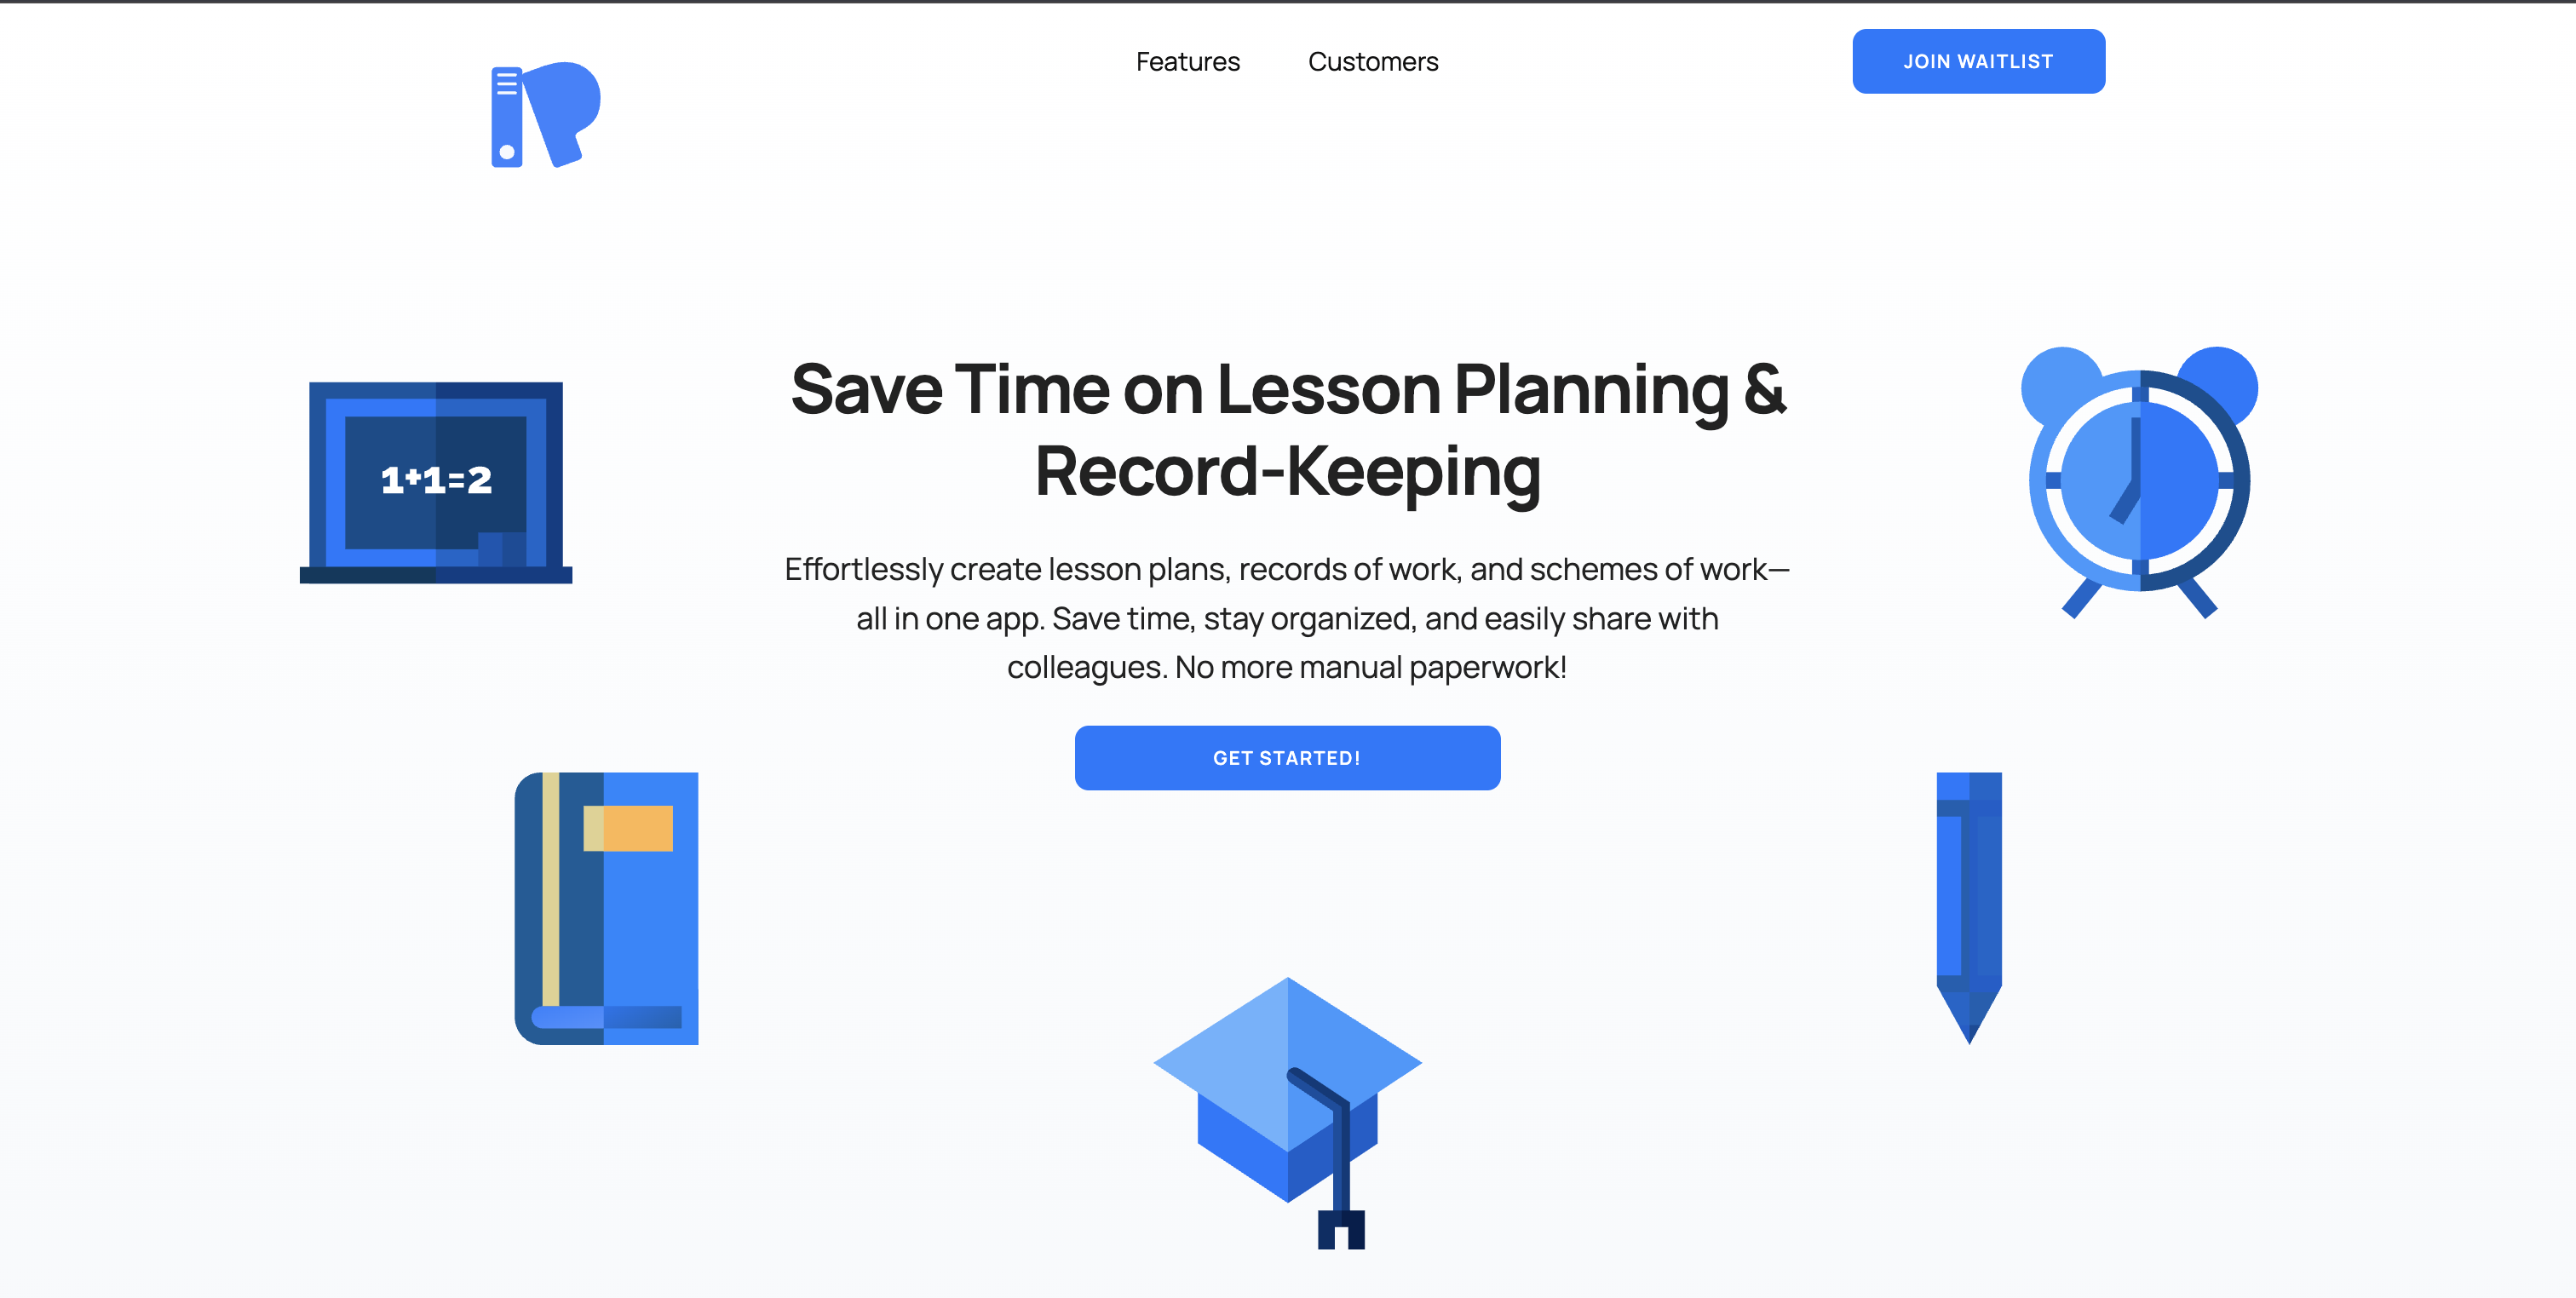 Features
Customers
JOIN WAITLIST
Save Time on Lesson Planning &
Record-Keeping
1+1=2
Effortlessly create lesson plans, records of work, and schemes of work—
all in one app. Save time, stay organized, and easily share with
colleagues. No more manual paperwork!
GET STARTED!